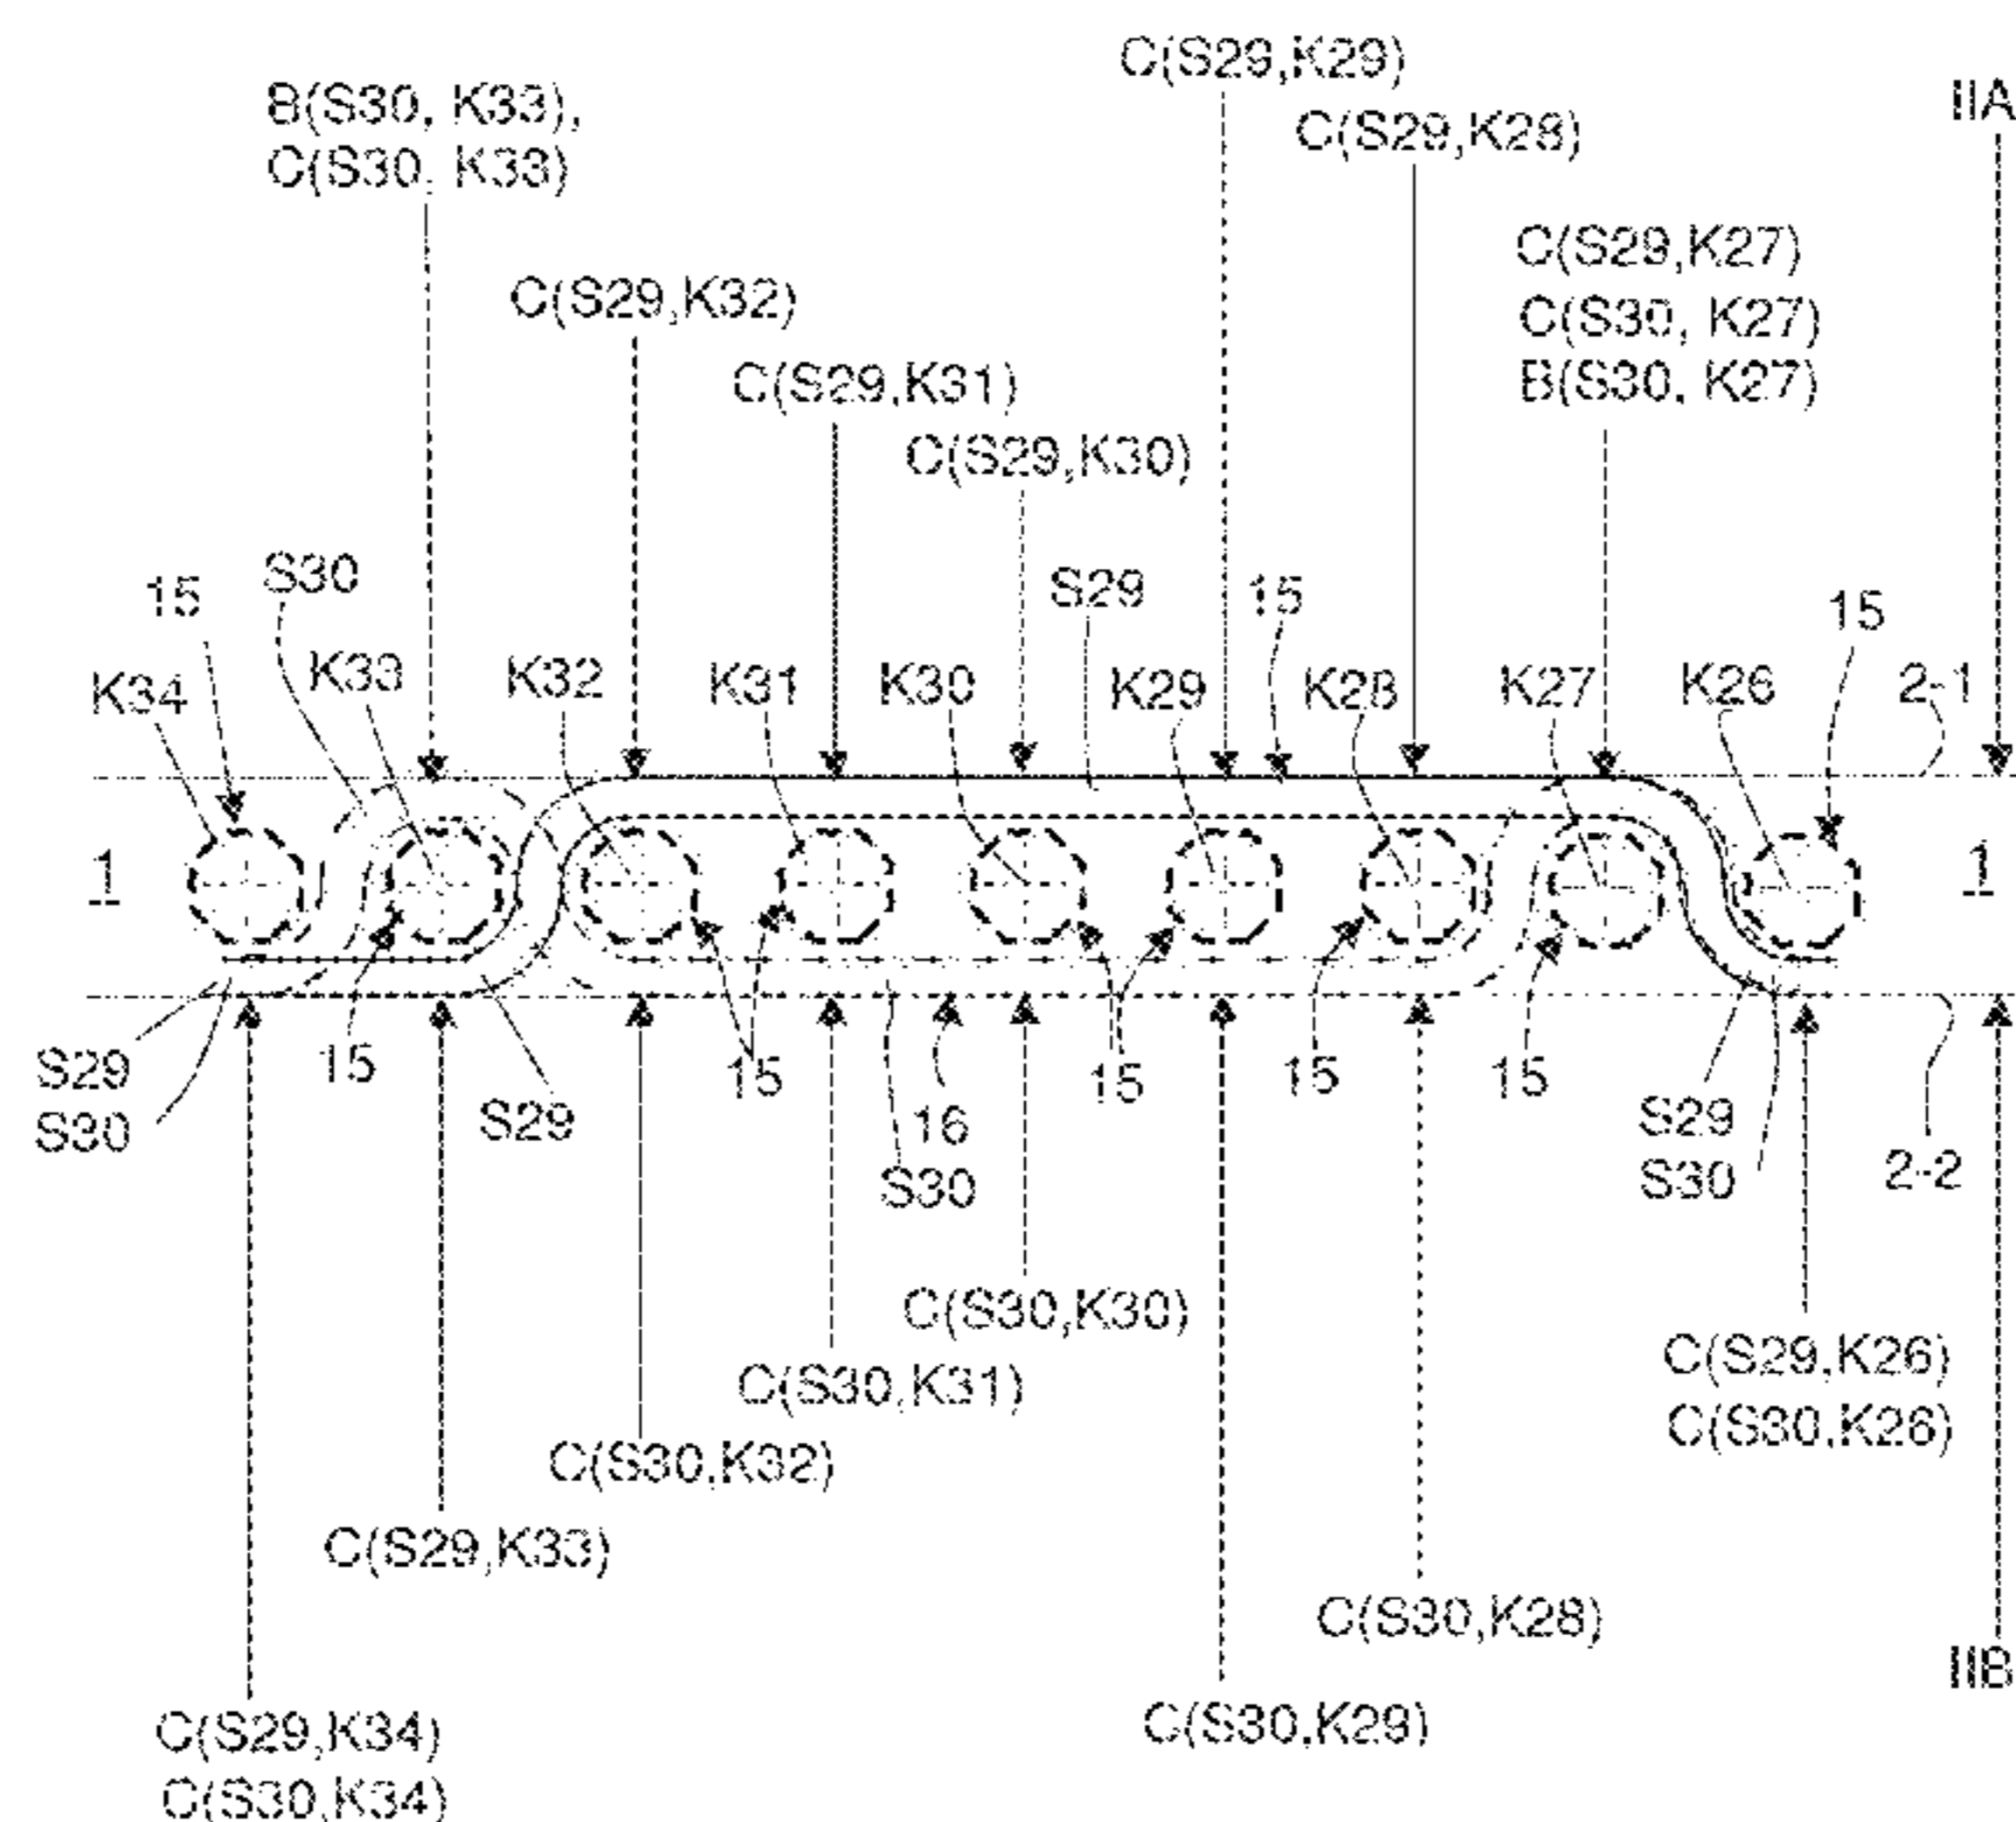 C(S29,K29)
IIA
B(S30, K33),
C(S29,K28)
C(S30, K33)
C(S29,K27)
C(S29,K32)
C(S30, K27)
C(S29,K31)
B(S30, K27)
C(S29,K30)
15
S30
S29
15
15
K34
K33
K32
K31
K30
K29
K28
K27
K26
2-1
1
1
S29
15
15
15
15
15
S30
S29
16
S29
S30
S30
2-2
C(S30,K30)
C(S29,K26)
C(S30,K31)
C(S30,K26)
C(S30,K32)
C(S29,K33)
C(S30,K28)
IIB
C(S29,K34)
C(S30,K29)
C(S30,K34)